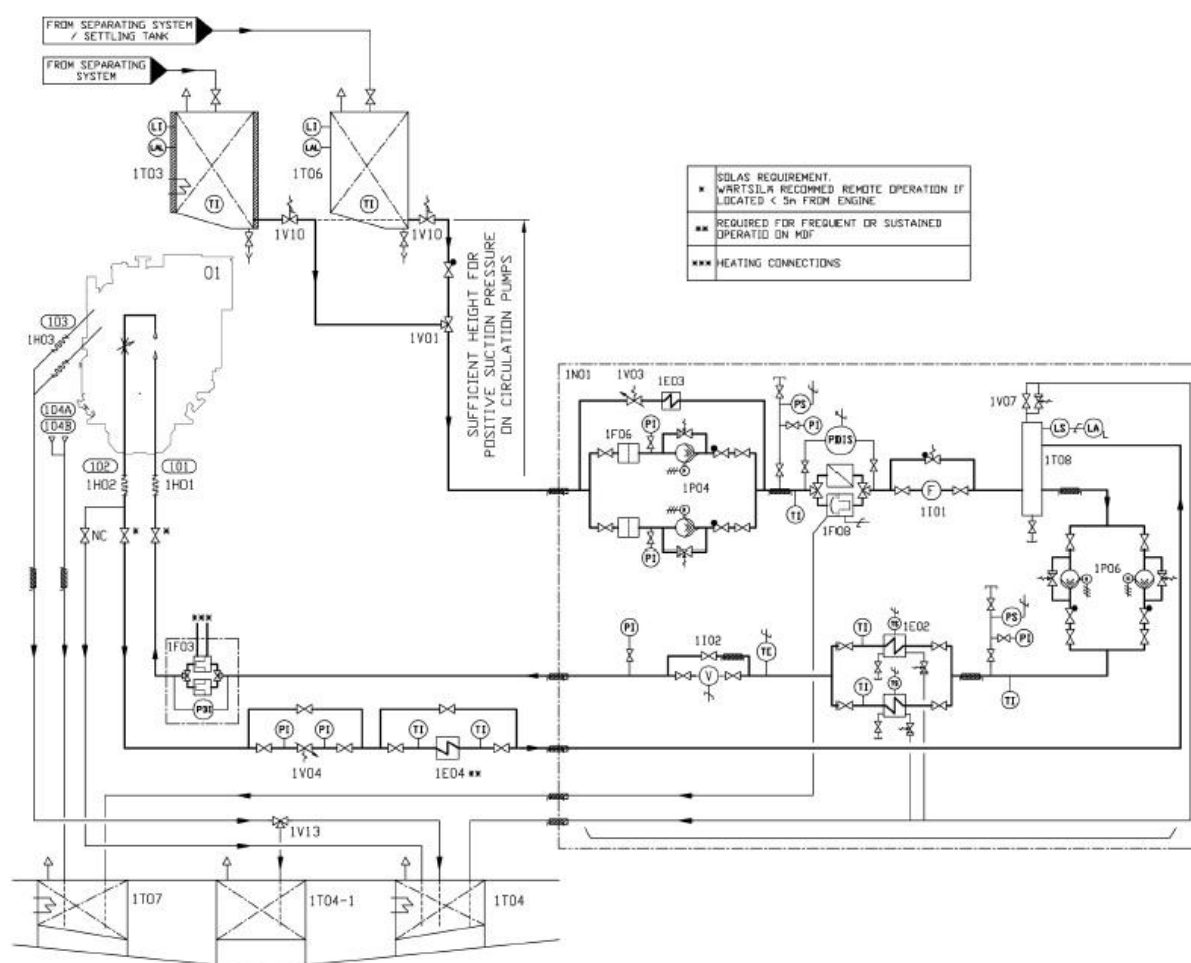 FROM SEPARATING SYSTEM
/ SETTLING TANK
FROM SEPARATING
SYSTEM
LI
LAL
1T03
TI
LI
LAL
1T06
TI
1V10
1V10
SOLAS REQUIREMENT.
* WÄRTSILÄ RECOMMED REMOTE OPERATION IF
LOCATED < 5m FROM ENGINE
** REQUIRED FOR FREQUENT OR SUSTAINED
OPERATIO ON MDF
*** HEATING CONNECTIONS
01
103
1H03
104A
104B
102
1H02
101
1H01
NC
*
*
1V01
SUFFICIENT HEIGHT FOR
POSITIVE SUCTION PRESSURE
ON CIRCULATION PUMPS
1N01
1V03
1E03
PI
1F06
1P04
PI
PS
PI
TI
PDIS
1F08
F
1I01
1V07
LS
LA
L
1T08
1P06
PS
PI
TI
TI
TE
1E02
TI
TE
TE
1I02
V
PI
***
1F03
PDI
PI
PI
1V04
TI
TI
1E04 **
1V13
1T07
1T04-1
1T04